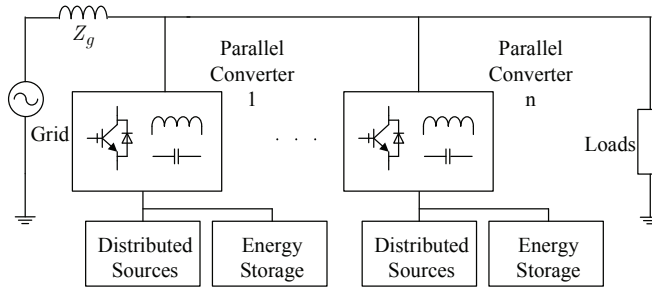 Z_g
Parallel
Converter
1
Parallel
Converter
n
Grid
. . .
Loads
Distributed
Sources
Energy
Storage
Distributed
Sources
Energy
Storage